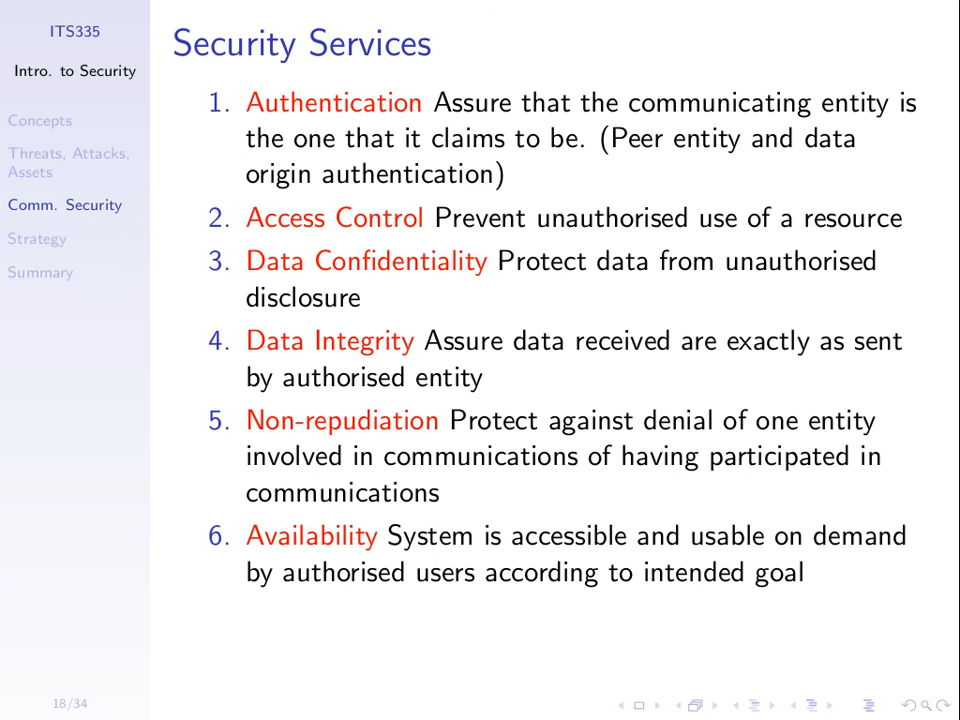 ITS335
Intro. to Security
Concepts
Threats, Attacks,
Assets
Comm. Security
Strategy
Summary
Security Services
1. Authentication Assure that the communicating entity is
the one that it claims to be. (Peer entity and data
origin authentication)
2. Access Control Prevent unauthorised use of a resource
3. Data Confidentiality Protect data from unauthorised
disclosure
4. Data Integrity Assure data received are exactly as sent
by authorised entity
5. Non-repudiation Protect against denial of one entity
involved in communications of having participated in
communications
6. Availability System is accessible and usable on demand
by authorised users according to intended goal
18/34